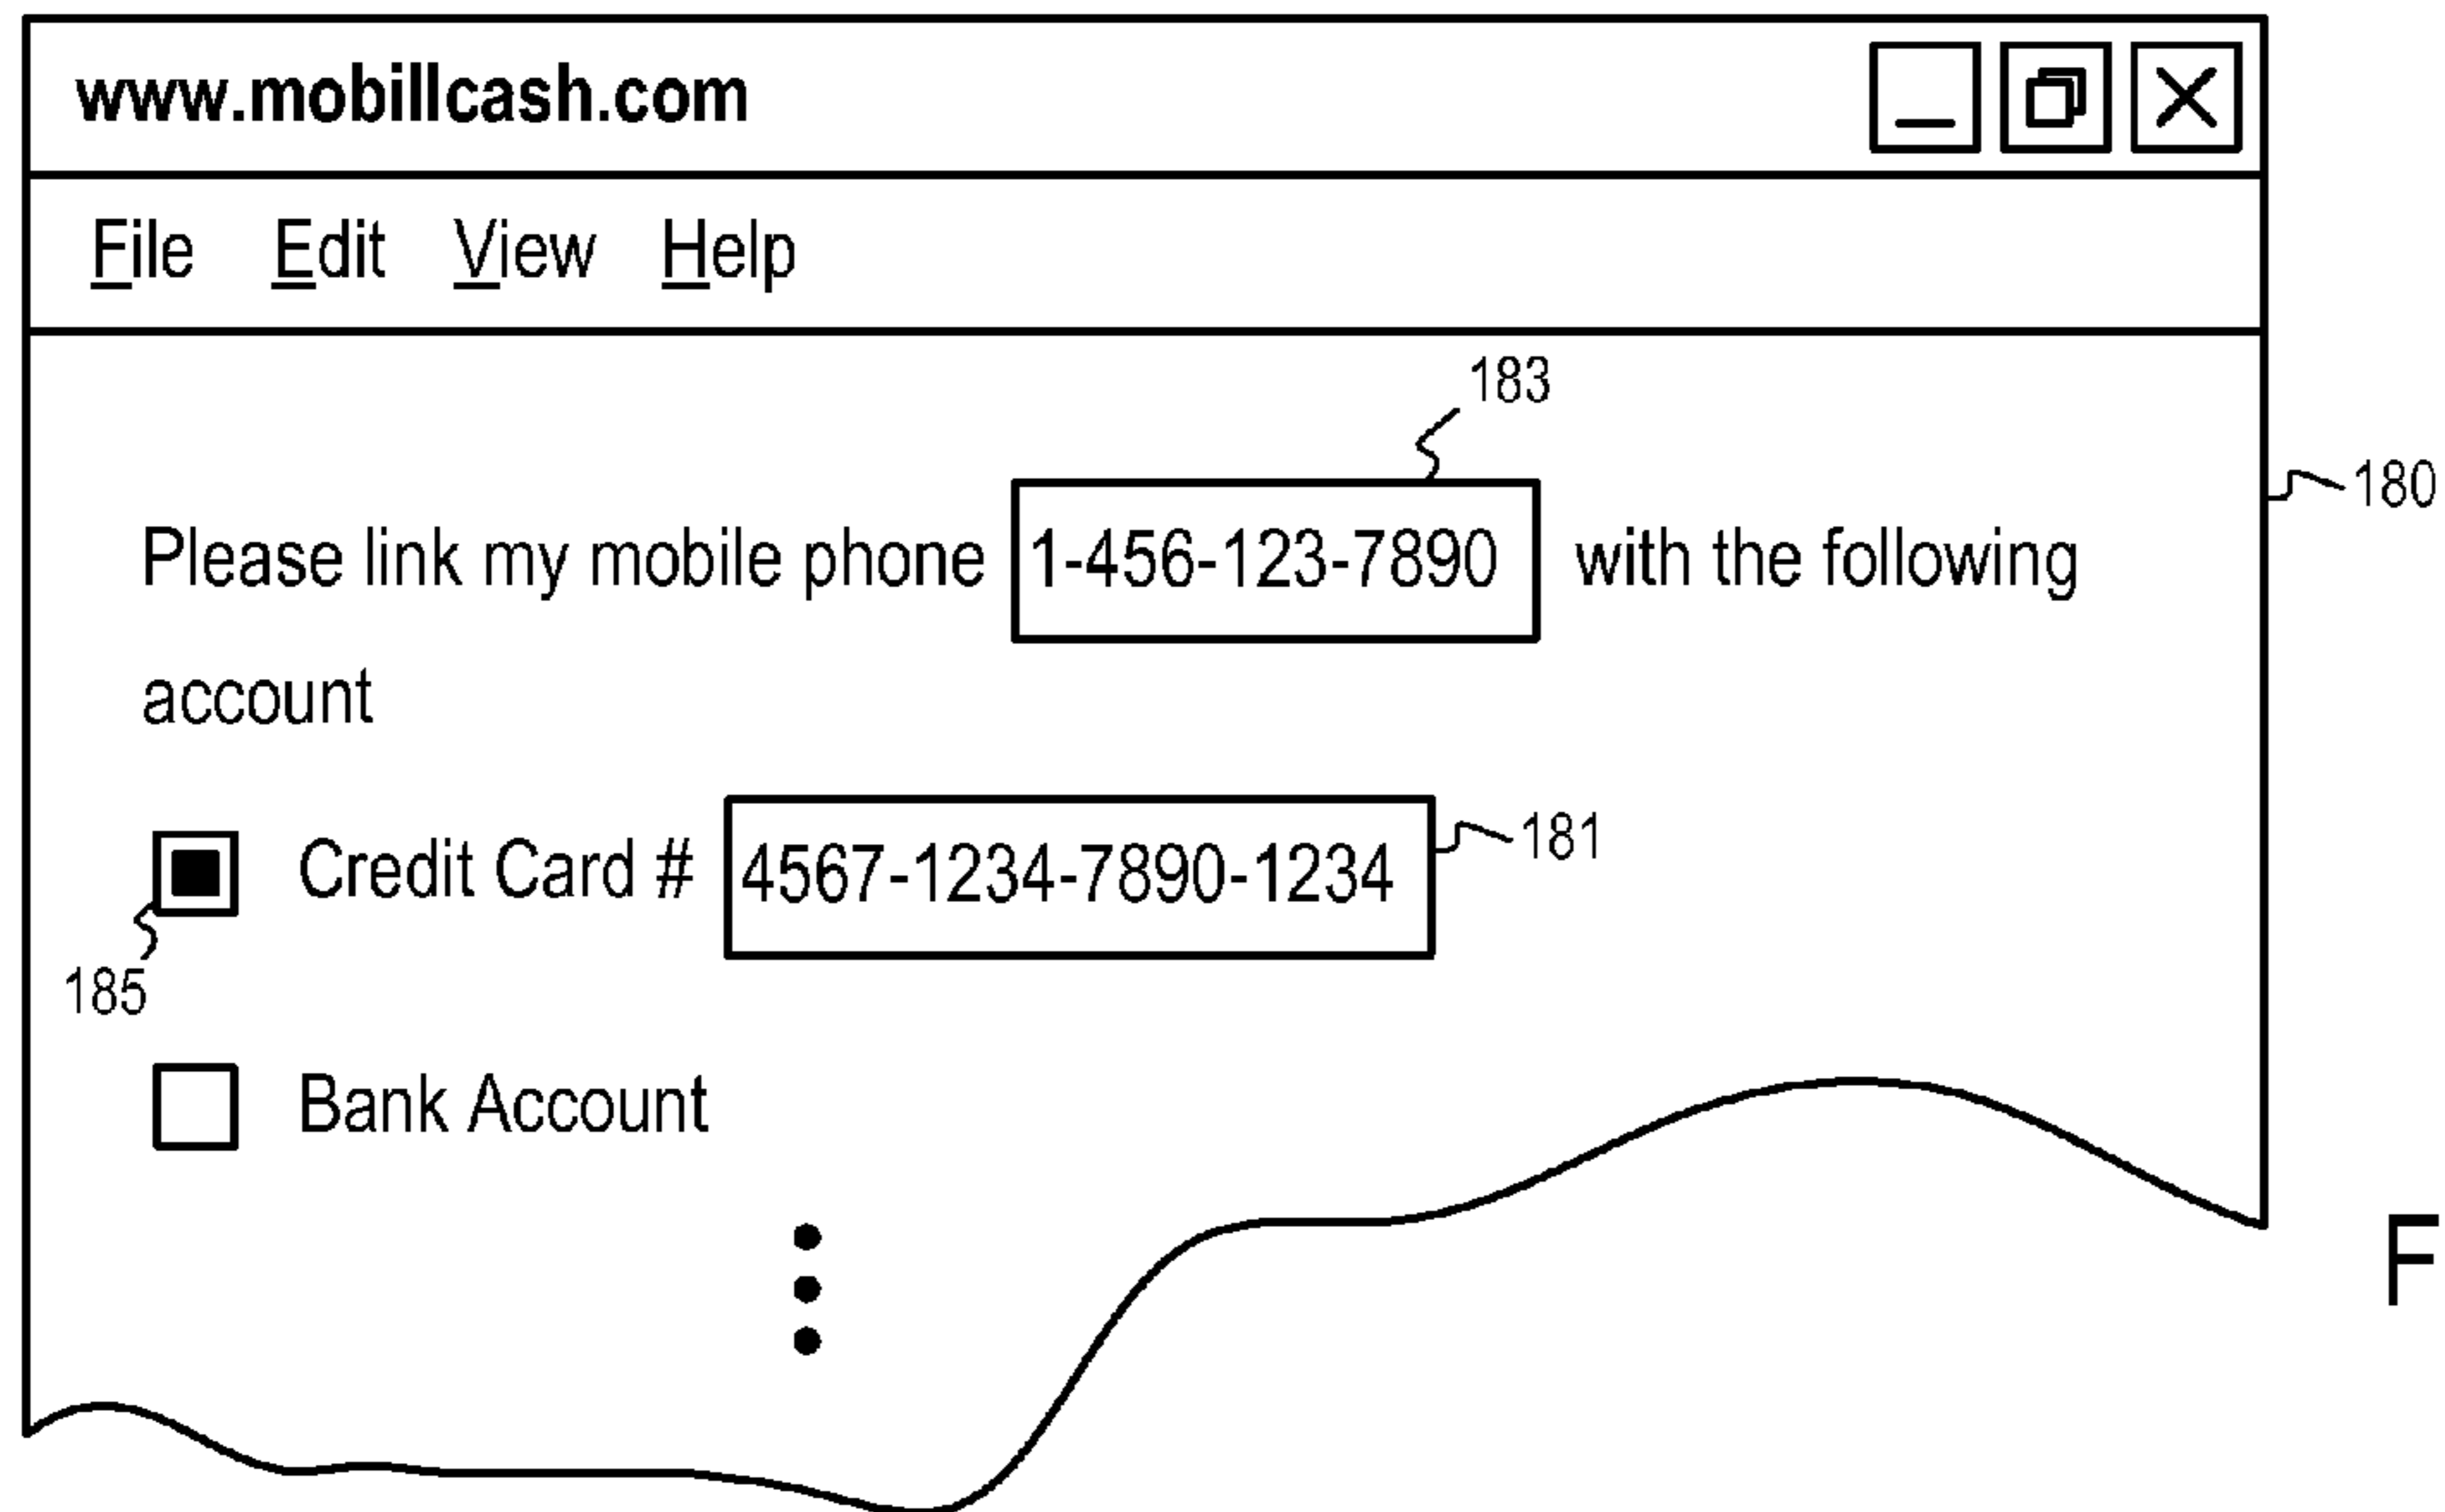 www.mobillcash.com
File Edit View Help
183
180
Please link my mobile phone 1-456-123-7890 with the following
account
Credit Card # 4567-1234-7890-1234 181
185
Bank Account
F